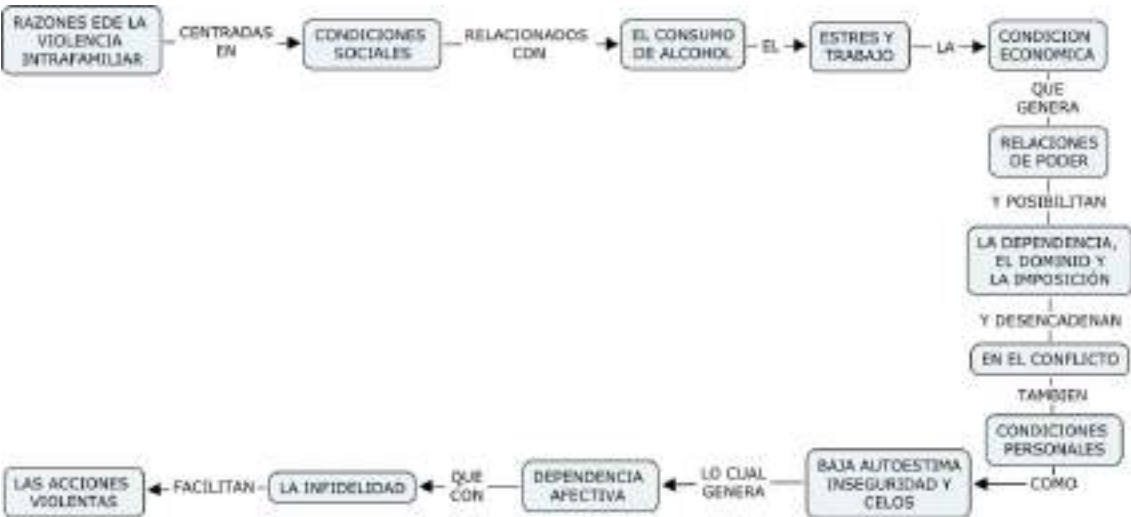 RAZONES EDE LA
VIOLENCIA
INTRAFAMILIAR
CENTRADAS
EN
CONDICIONES
SOCIALES
RELACIONADOS
CON
EL CONSUMO
DE ALCOHOL
EL
ESTRES Y
TRABAJO
LA
CONDICION
ECONOMICA
QUE
GENERA
RELACIONES
DE PODER
Y POSIBILITAN
LA DEPENDENCIA,
EL DOMINIO Y
LA IMPOSICIÓN
Y DESENCADENAN
EN EL CONFLICTO
TAMBIEN
CONDICIONES
PERSONALES
COMO
BAJA AUTOESTIMA
INSEGURIDAD Y
CELOS
LO CUAL
GENERA
DEPENDENCIA
AFECTIVA
QUE
CON
LA INFIDELIDAD
FACILITAN
LAS ACCIONES
VIOLENTAS